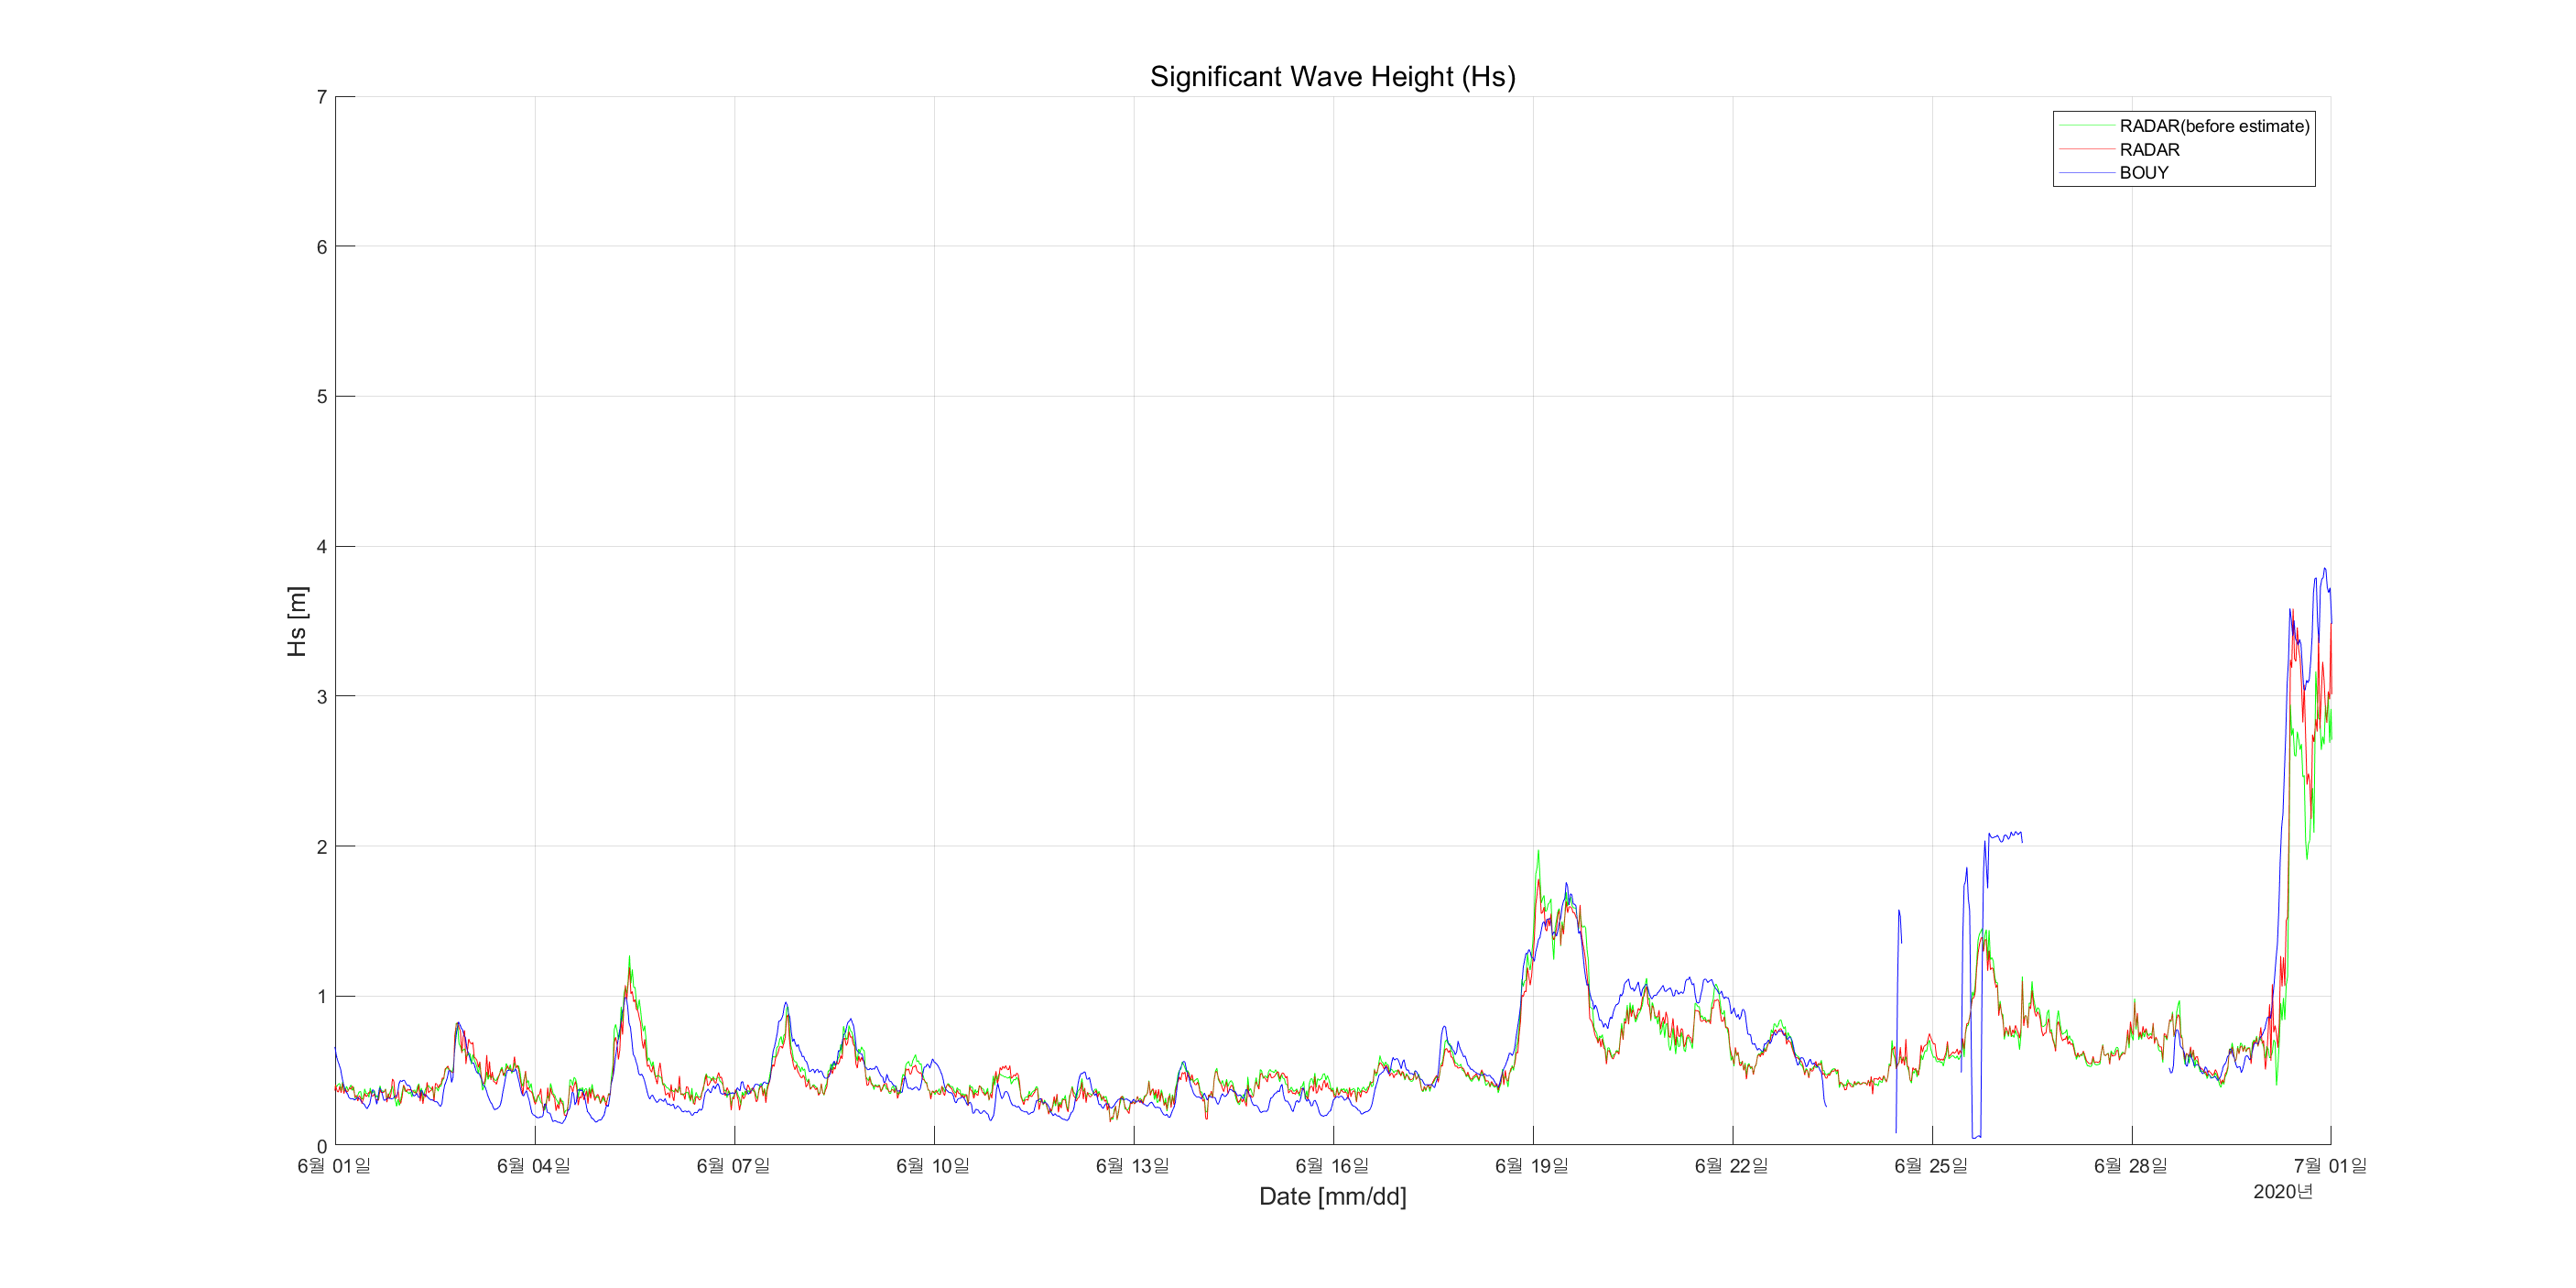 Significant Wave Height (Hs)
RADAR(before estimate)
RADAR
BOUY
7
6
5
4
3
2
1
0
Hs [m]
6월 01일 6월 04일 6월 07일 6월 10일 6월 13일 6월 16일 6월 19일 6월 22일 6월 25일 6월 28일 7월 01일
2020년
Date [mm/dd]